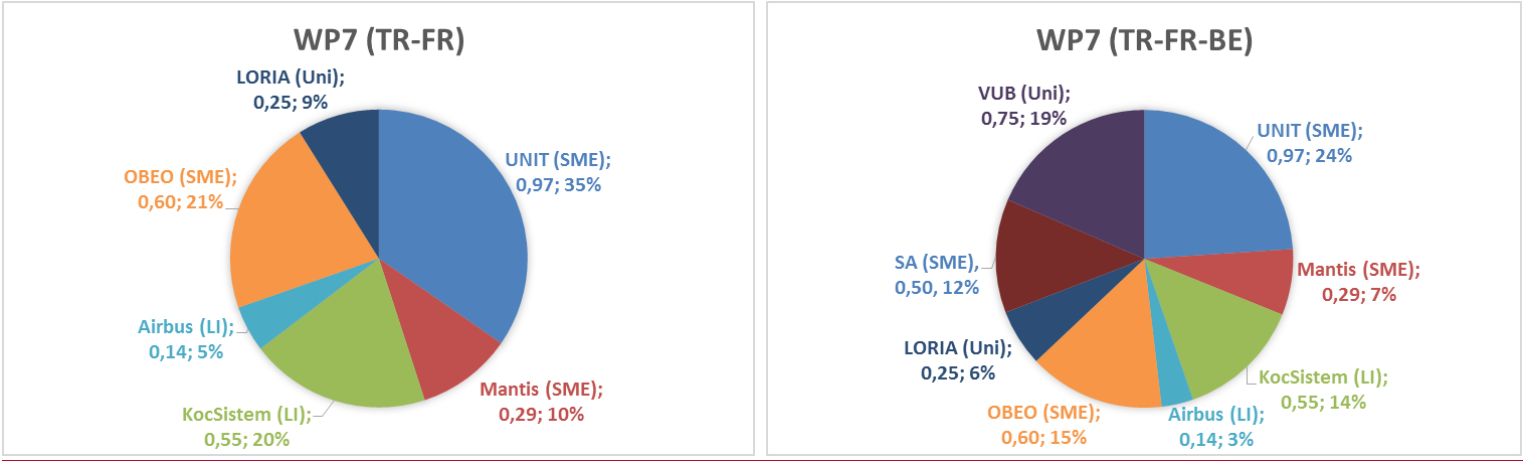 WP7 (TR-FR)
LORIA (Uni);
0,25; 9%
UNIT (SME);
0,97; 35%
OBEO (SME);
0,60; 21%
Airbus (LI);
0,14; 5%
Mantis (SME);
0,29; 10%
KocSistem (LI);
0,55; 20%
WP7 (TR-FR-BE)
VUB (Uni);
0,75; 19%
UNIT (SME);
0,97; 24%
SA (SME),
0,50, 12%
Mantis (SME);
0,29; 7%
LORIA (Uni);
0,25; 6%
KocSistem (LI);
0,55; 14%
OBEO (SME);
0,60; 15%
Airbus (LI);
0,14; 3%